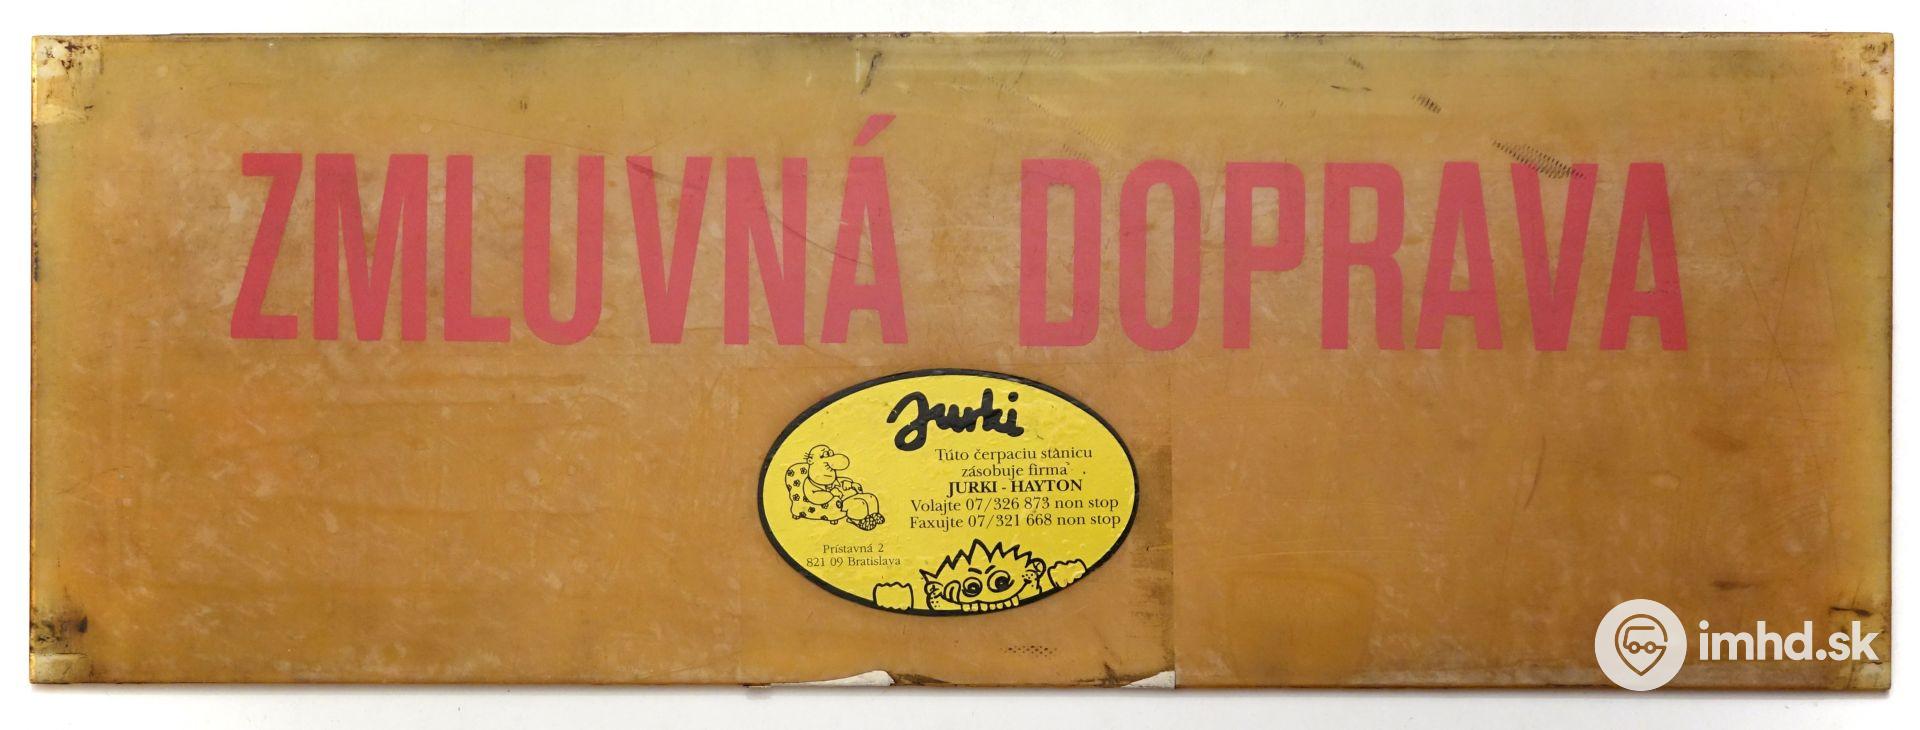 ZMLUVNÁ DOPRAVA
Jurki
Túto čerpaciu stànicu
zásobuje firma
JURKI - HAYTON
Volajte 07/326 873 non stop
Faxujte 07/321 668 non stop
Prístavná 2
821 09 Bratislava
imhd.sk